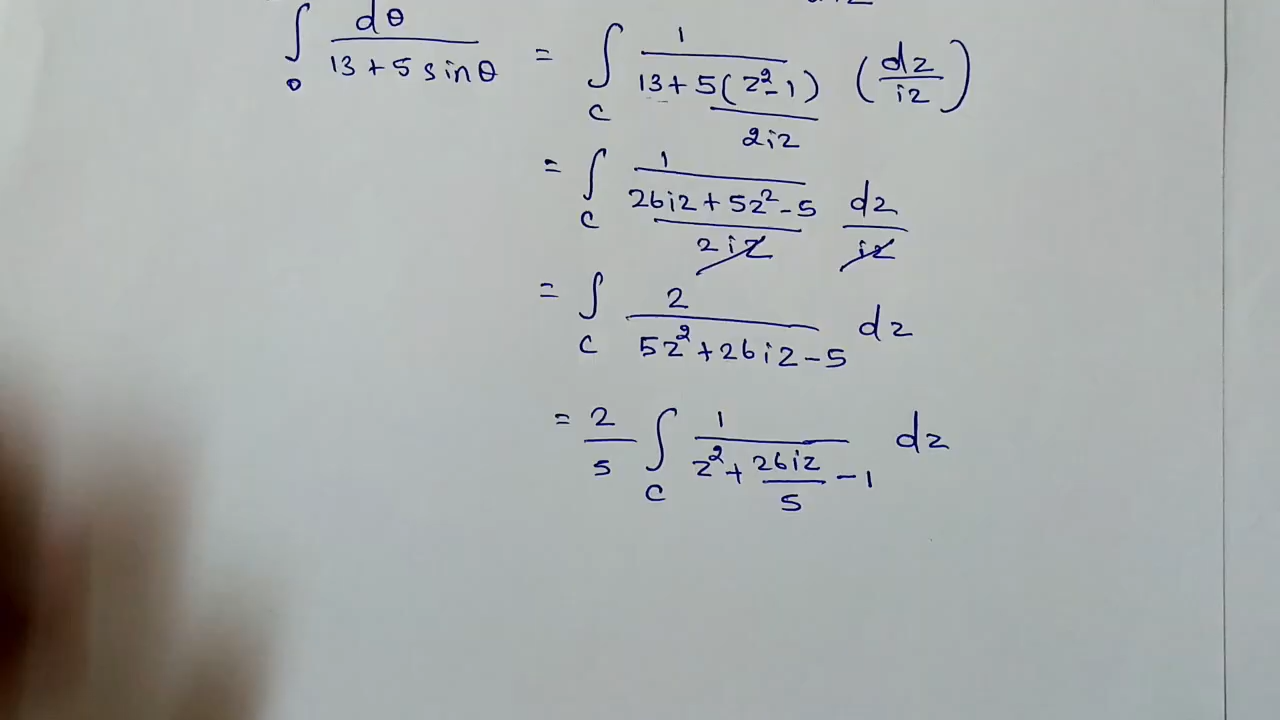 ∫₀ dθ/(13 + 5 sinθ) = ∫_C 1/(13 + 5(z² - 1)/2iz) (dz/iz)
= ∫_C 1/((26iz + 5z² - 5)/2iz) dz/iz
= ∫_C 2/(5z² + 26iz - 5) dz
= 2/5 ∫_C 1/(z² + 26iz/5 - 1) dz